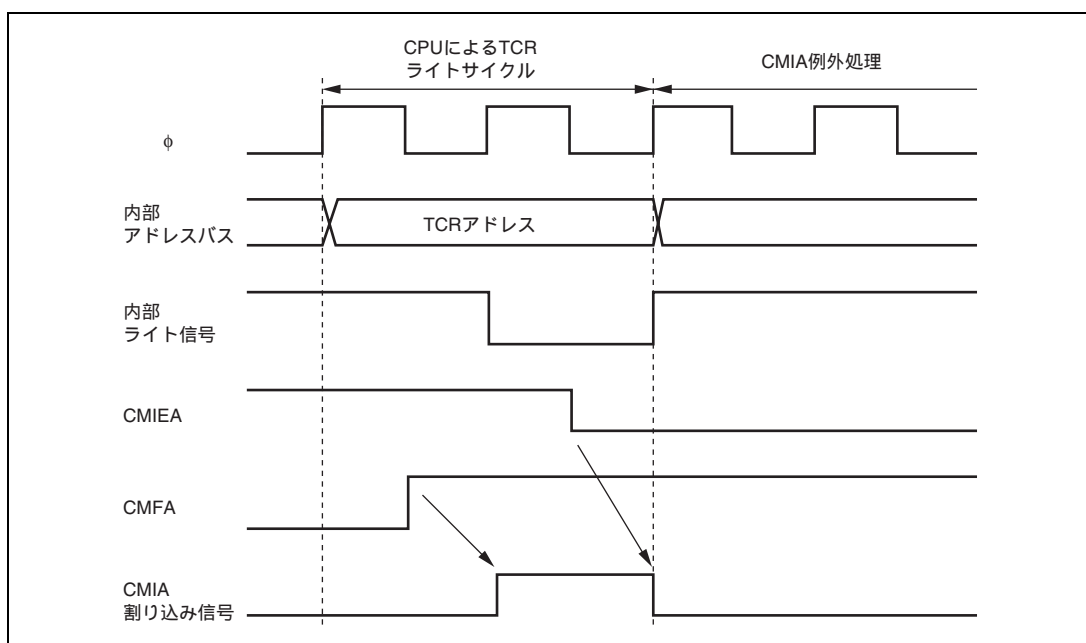 CPUによるTCR
ライトサイクル
CMIA例外処理
φ
内部
アドレスバス
TCRアドレス
内部
ライト信号
CMIEA
CMFA
CMIA
割り込み信号